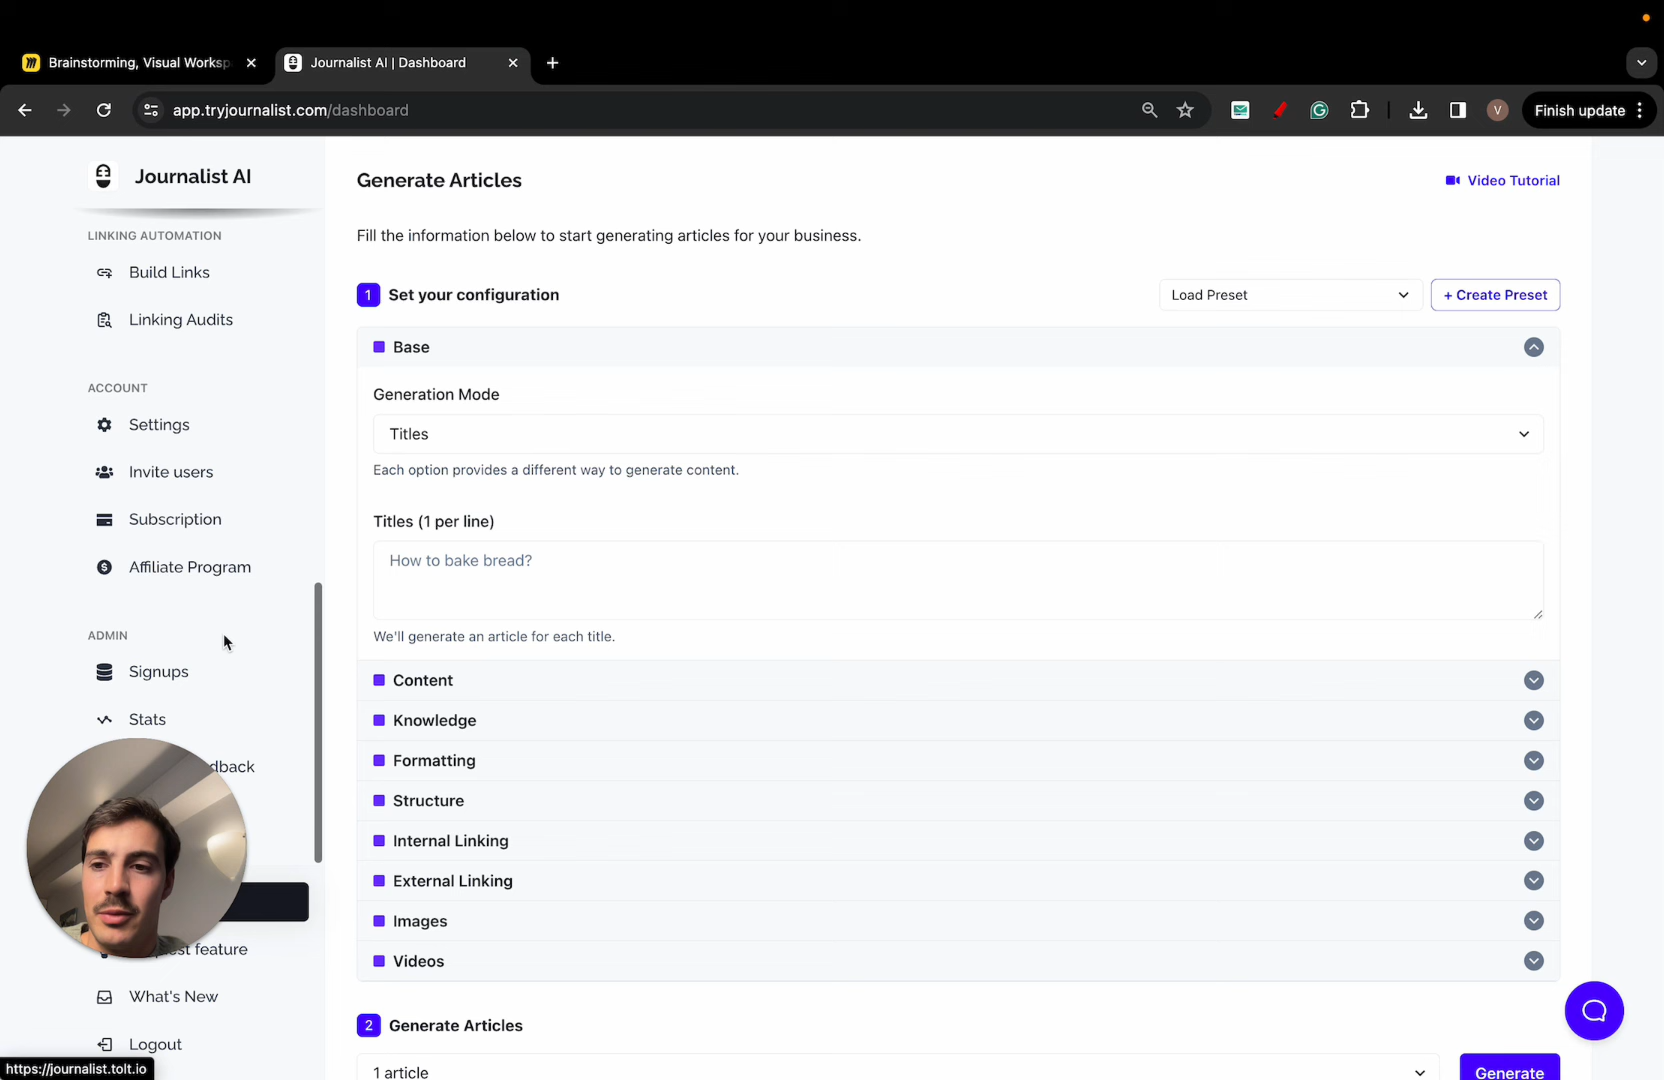 Brainstorming, Visual Worksp
Journalist AI | Dashboard
app.tryjournalist.com/dashboard
V
Finish update
Journalist AI
LINKING AUTOMATION
Build Links
Linking Audits
ACCOUNT
Settings
Invite users
Subscription
Affiliate Program
ADMIN
Signups
Stats
dback
st feature
What's New
Logout
https://journalist.tolt.io
Generate Articles
Video Tutorial
Fill the information below to start generating articles for your business.
1 Set your configuration
Load Preset
+ Create Preset
Base
Generation Mode
Titles
Each option provides a different way to generate content.
Titles (1 per line)
How to bake bread?
We'll generate an article for each title.
Content
Knowledge
Formatting
Structure
Internal Linking
External Linking
Images
Videos
2 Generate Articles
1 article
Generate